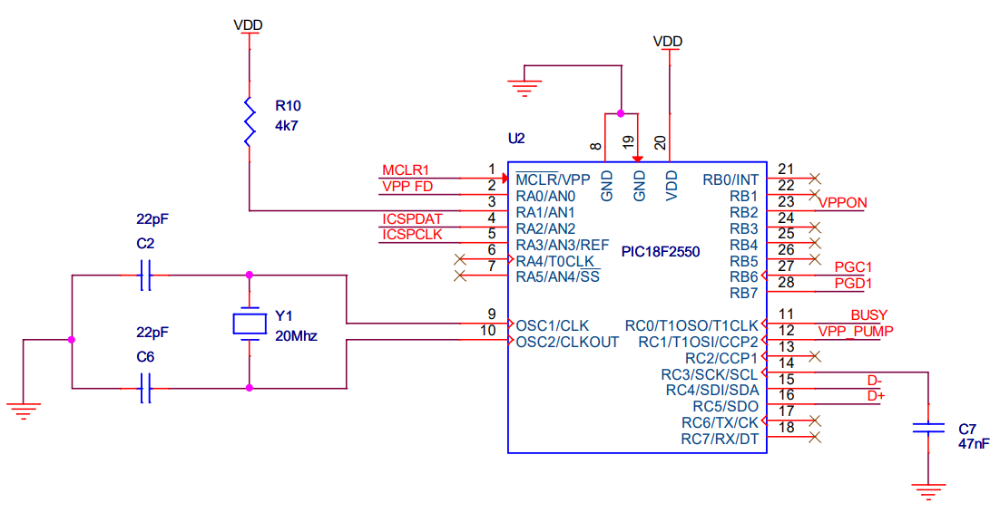 VDD
R10
4k7
VDD
U2
8
19
20
GND
GND
VDD
MCLR1
1
MCLR/VPP
VPP FD
2
RA0/AN0
3
RA1/AN1
ICSPDAT
4
RA2/AN2
ICSPCLK
5
RA3/AN3/REF
6
RA4/T0CLK
7
RA5/AN4/SS
9
OSC1/CLK
10
OSC2/CLKOUT
PIC18F2550
RB0/INT
21
RB1
22
RB2
23
VPPON
RB3
24
RB4
25
RB5
26
RB6
27
PGC1
RB7
28
PGD1
RC0/T1OSO/T1CLK
11
BUSY
RC1/T1OSI/CCP2
12
VPP_PUMP
RC2/CCP1
13
RC3/SCK/SCL
14
RC4/SDI/SDA
15
D-
RC5/SDO
16
D+
RC6/TX/CK
17
RC7/RX/DT
18
22pF
C2
22pF
C6
Y1
20Mhz
C7
47nF